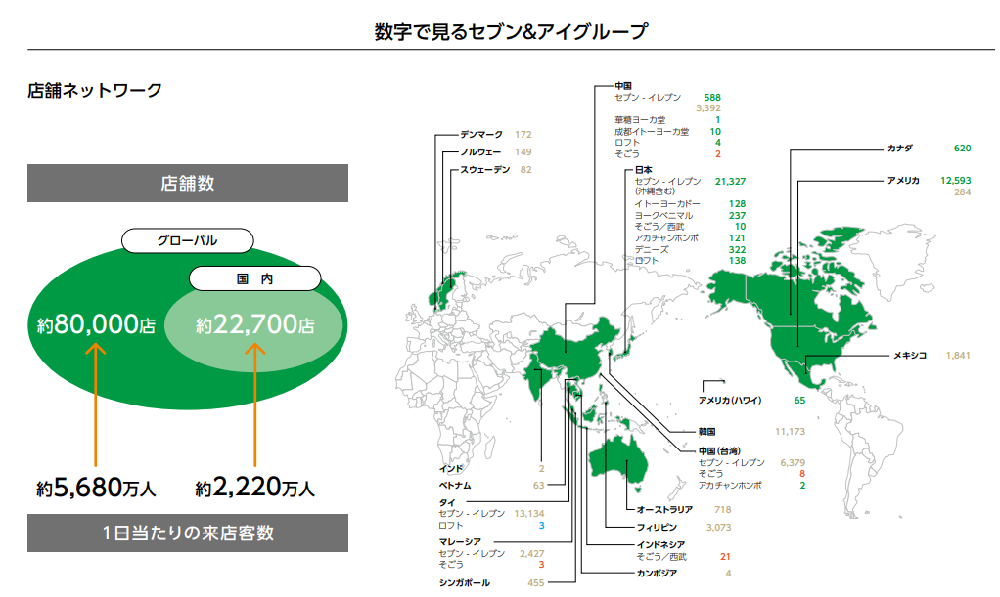 数字で見るセブン&アイグループ
店舗ネットワーク
店舗数
グローバル
国 内
約80,000店
約22,700店
約5,680万人
約2,220万人
1日当たりの来店客数
デンマーク 172
ノルウェー 149
スウェーデン 82
中国
セブン - イレブン 588
3,392
華糖ヨーカ堂 1
成都イトーヨーカ堂 10
ロフト 4
そごう 2
日本
セブン - イレブン 21,327
(沖縄含む)
イトーヨーカドー 128
ヨークベニマル 237
そごう/西武 10
アカチャンホンポ 121
デニーズ 322
ロフト 138
カナダ 620
アメリカ 12,593
284
メキシコ 1,841
アメリカ(ハワイ) 65
韓国 11,173
中国(台湾)
セブン - イレブン 6,379
そごう 8
アカチャンホンポ 2
インド 2
ベトナム 63
タイ
セブン - イレブン 13,134
ロフト 3
マレーシア
セブン - イレブン 2,427
そごう 3
シンガポール 455
オーストラリア 718
フィリピン 3,073
インドネシア
そごう/西武 21
カンボジア 4